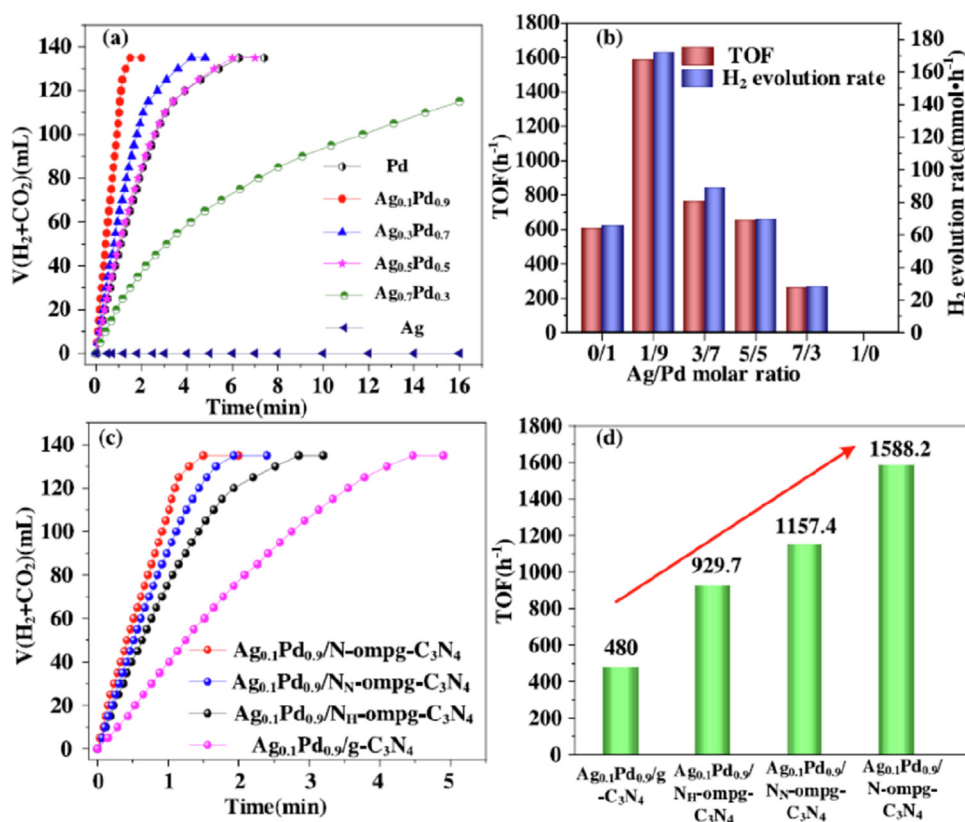 (a)
140
120
100
80
60
40
20
0
V(H₂+CO₂)(mL)
Pd
Ag₀.₁Pd₀.₉
Ag₀.₃Pd₀.₇
Ag₀.₅Pd₀.₅
Ag₀.₇Pd₀.₃
Ag
0 2 4 6 8 10 12 14 16
Time(min)
(b)
1800
1600
1400
1200
1000
800
600
400
200
0
TOF(h⁻¹)
TOF
H₂ evolution rate
180
160
140
120
100
80
60
40
20
0
H₂ evolution rate(mmol•h⁻¹)
0/1 1/9 3/7 5/5 7/3 1/0
Ag/Pd molar ratio
(c)
140
120
100
80
60
40
20
0
V(H₂+CO₂)(mL)
Ag₀.₁Pd₀.₉/N-ompg-C₃N₄
Ag₀.₁Pd₀.₉/N_N-ompg-C₃N₄
Ag₀.₁Pd₀.₉/N_H-ompg-C₃N₄
Ag₀.₁Pd₀.₉/g-C₃N₄
0 1 2 3 4 5
Time(min)
(d)
1800
1600
1400
1200
1000
800
600
400
200
0
TOF(h⁻¹)
480
929.7
1157.4
1588.2
Ag₀.₁Pd₀.₉/g
-C₃N₄
Ag₀.₁Pd₀.₉/
N_H-ompg-
C₃N₄
Ag₀.₁Pd₀.₉/
N_N-ompg-
C₃N₄
Ag₀.₁Pd₀.₉/
N-ompg-
C₃N₄